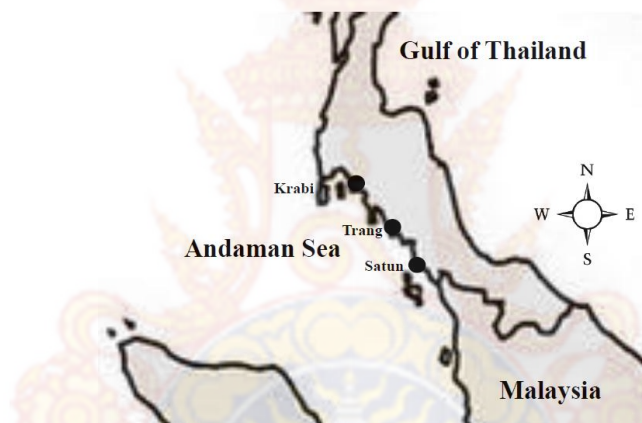 Gulf of Thailand
Krabi
N
W
E
S
Trang
Andaman Sea
Satun
Malaysia